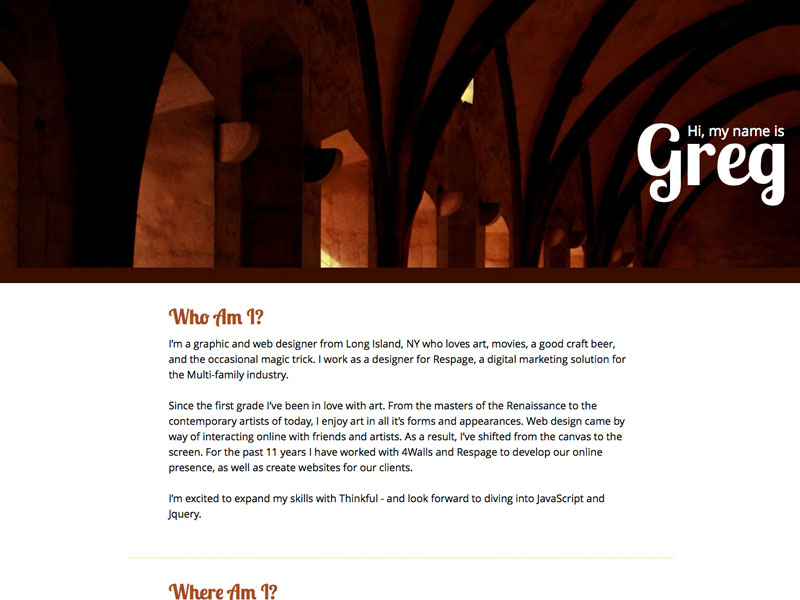 Hi, my name is
Greg
Who Am I?
I'm a graphic and web designer from Long Island, NY who loves art, movies, a good craft beer,
and the occasional magic trick. I work as a designer for Respage, a digital marketing solution for
the Multi-family industry.
Since the first grade I've been in love with art. From the masters of the Renaissance to the
contemporary artists of today, I enjoy art in all it's forms and appearances. Web design came by
way of interacting online with friends and artists. As a result, I've shifted from the canvas to the
screen. For the past 11 years I have worked with 4Walls and Respage to develop our online
presence, as well as create websites for our clients.
I'm excited to expand my skills with Thinkful - and look forward to diving into JavaScript and
Jquery.
Where Am I?